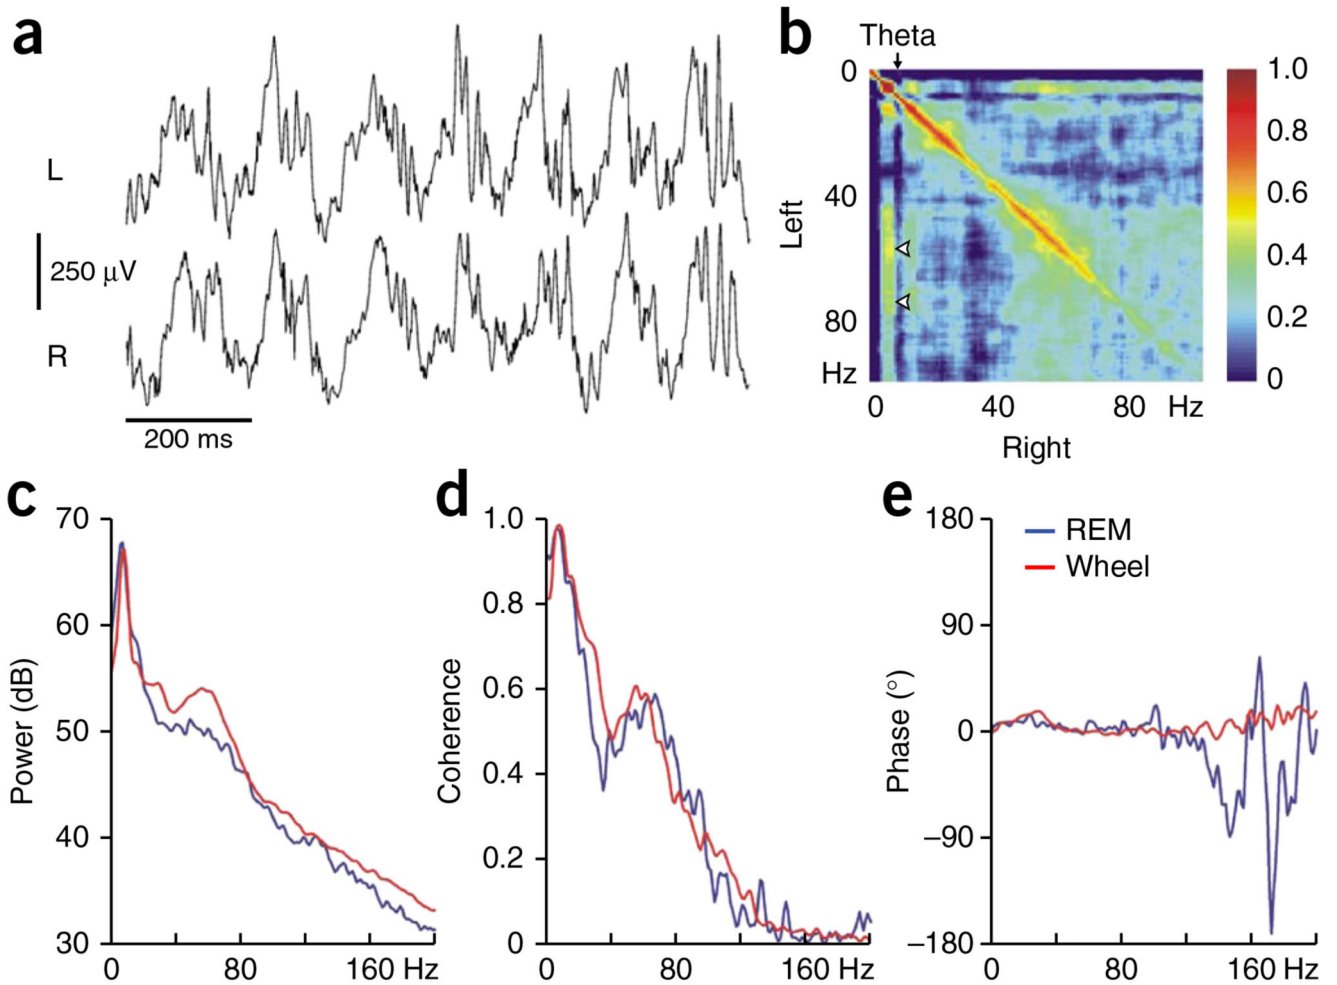 a
L
250 μV
R
200 ms
b
Theta
0
40
80
Hz
Left
0 40 80 Hz
Right
1.0
0.8
0.6
0.4
0.2
0
c
70
60
50
40
30
Power (dB)
0 80 160 Hz
d
1.0
0.8
0.6
0.4
0.2
0
Coherence
0 80 160 Hz
e
180
90
0
−90
−180
Phase (°)
REM
Wheel
0 80 160 Hz